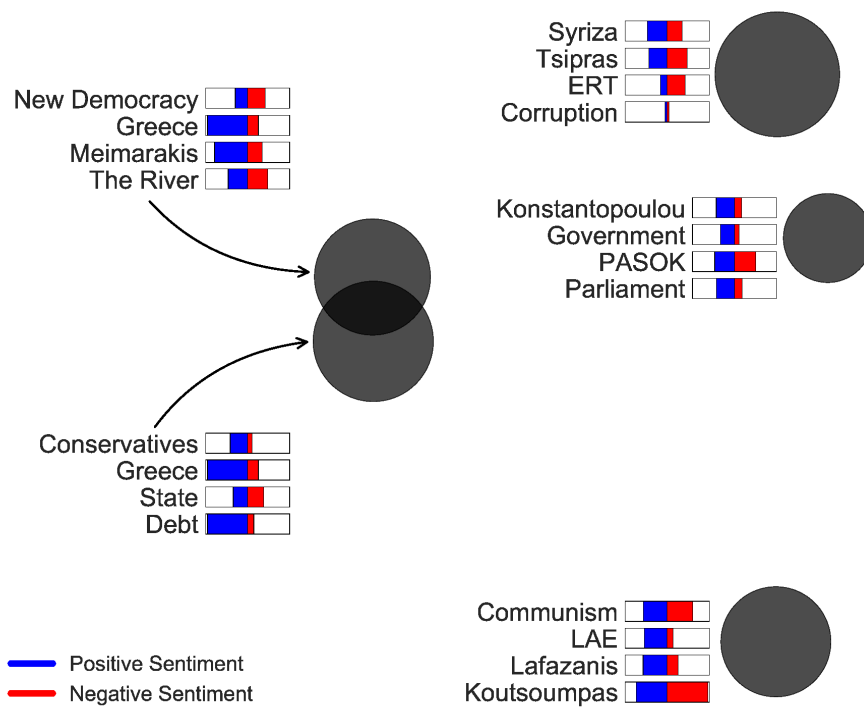 New Democracy
Greece
Meimarakis
The River
Conservatives
Greece
State
Debt
Syriza
Tsipras
ERT
Corruption
Konstantopoulou
Government
PASOK
Parliament
Communism
LAE
Lafazanis
Koutsoumpas
Positive Sentiment
Negative Sentiment